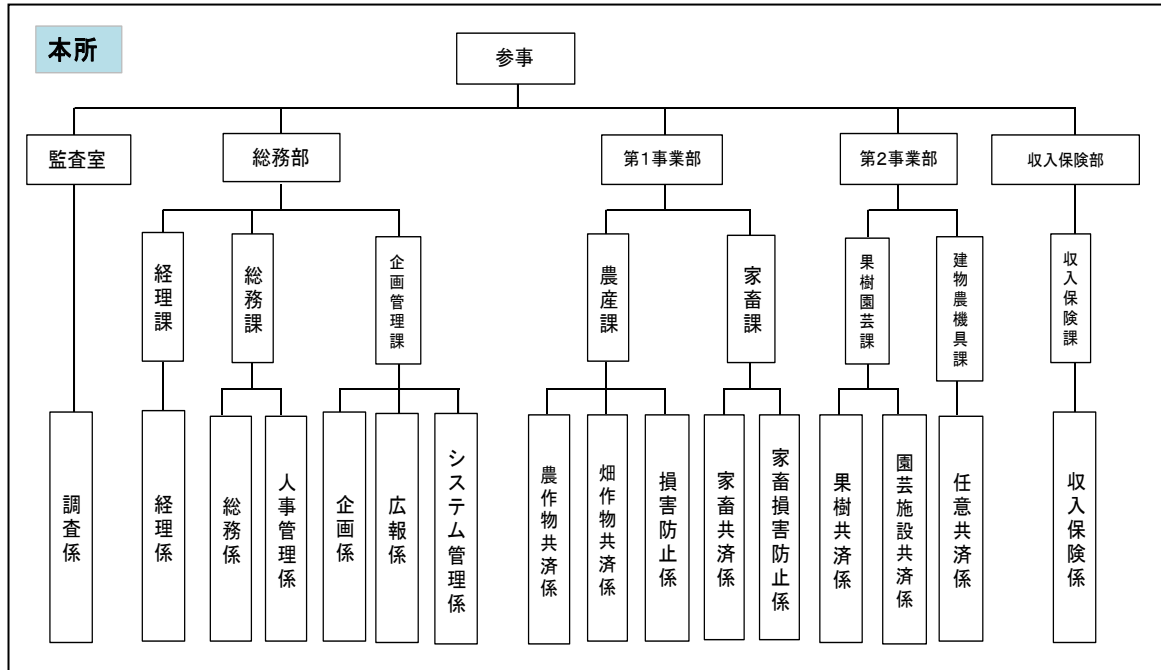 本所
参事
監査室
総務部
第1事業部
第2事業部
収入保険部
経理課
総務課
企画管理課
農産課
家畜課
果樹園芸課
建物農機具課
収入保険課
調査係
経理係
総務係
人事管理係
企画係
広報係
システム管理係
農作物共済係
畑作物共済係
損害防止係
家畜共済係
家畜損害防止係
果樹共済係
園芸施設共済係
任意共済係
収入保険係